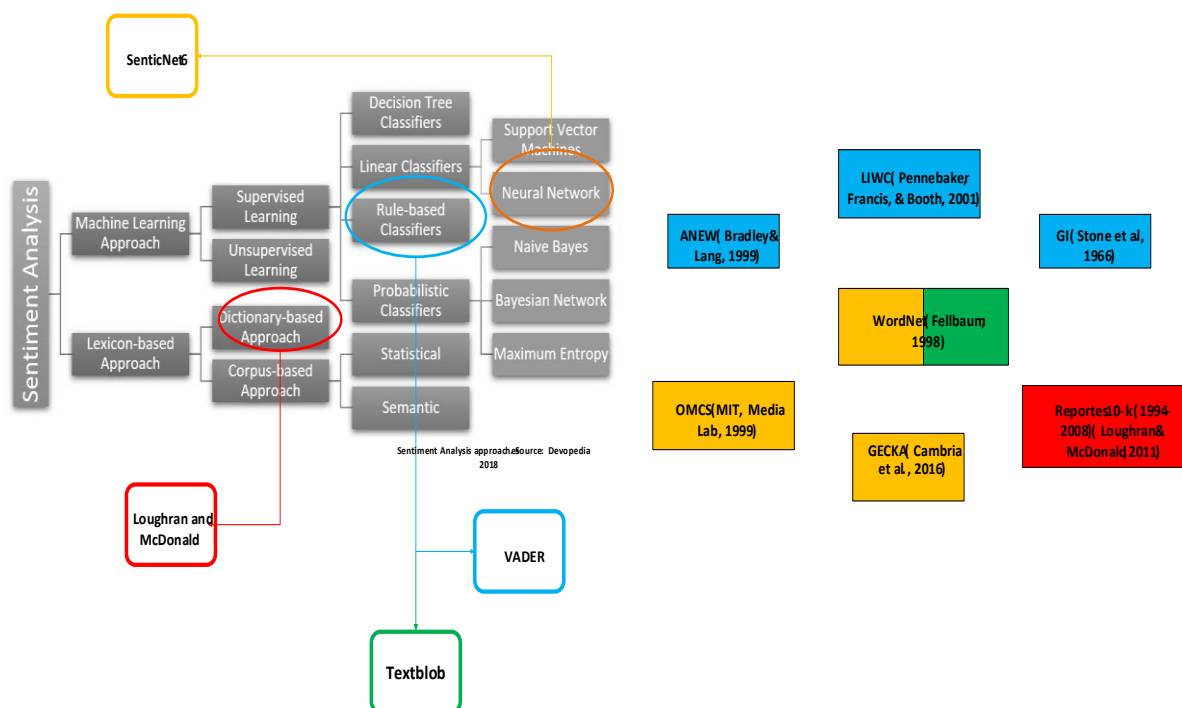 SenticNet6
Decision Tree
Classifiers
Support Vector
Machines
Linear Classifiers
Neural Network
Supervised
Learning
Rule-based
Classifiers
Machine Learning
Approach
Unsupervised
Learning
Naive Bayes
Probabilistic
Classifiers
Bayesian Network
Sentiment Analysis
Dictionary-based
Approach
Lexicon-based
Approach
Statistical
Maximum Entropy
Corpus-based
Approach
Semantic
Sentiment Analysis approaches. Source: Devopedia
2018
Loughran and
McDonald
VADER
Textblob
LIWC( Pennebaker,
Francis, & Booth, 2001)
ANEW( Bradley&
Lang, 1999)
GI( Stone et al,
1966)
WordNet( Fellbaum,
1998)
OMCS(MIT, Media
Lab, 1999)
GECKA( Cambria
et al., 2016)
Reportes10-k( 1994-
2008)( Loughran&
McDonald, 2011)